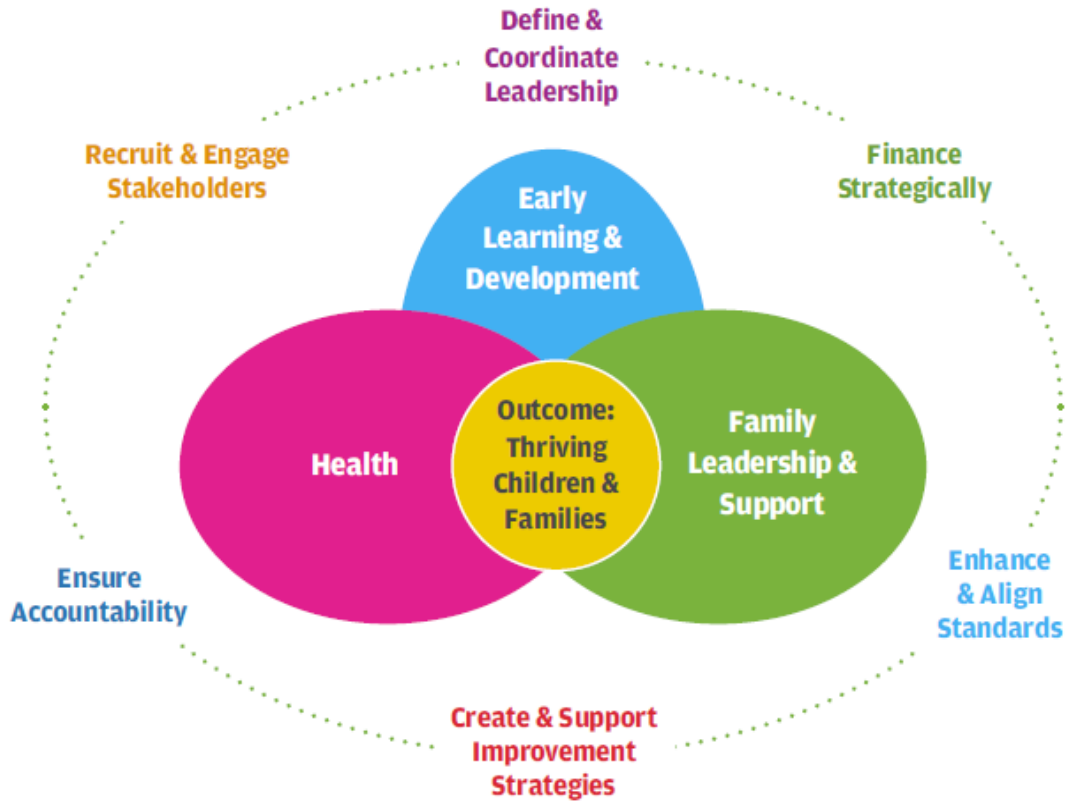 Define &
Coordinate
Leadership
Recruit & Engage
Stakeholders
Finance
Strategically
Early
Learning &
Development
Health
Outcome:
Thriving
Children &
Families
Family
Leadership &
Support
Ensure
Accountability
Enhance
& Align
Standards
Create & Support
Improvement
Strategies